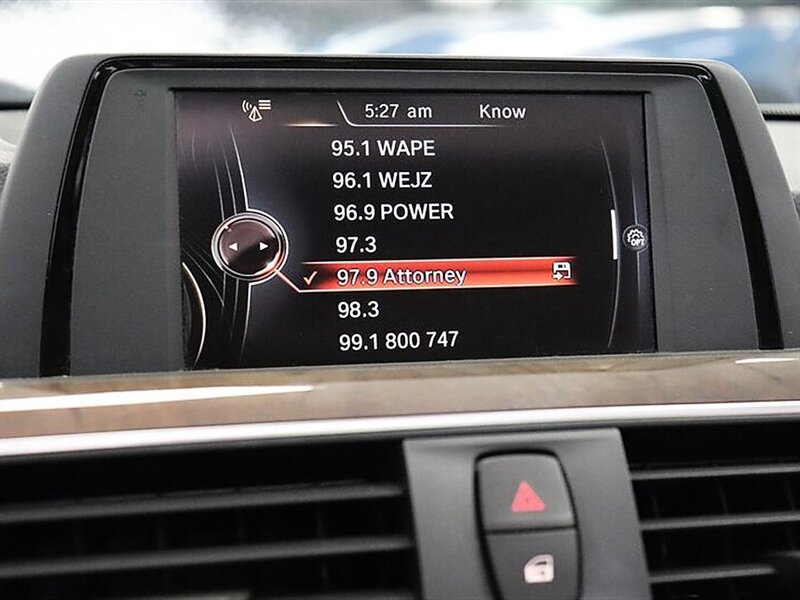 5:27 am Know
95.1 WAPE
96.1 WEJZ
96.9 POWER
97.3
97.9 Attorney
98.3
99.1 800 747
OPT